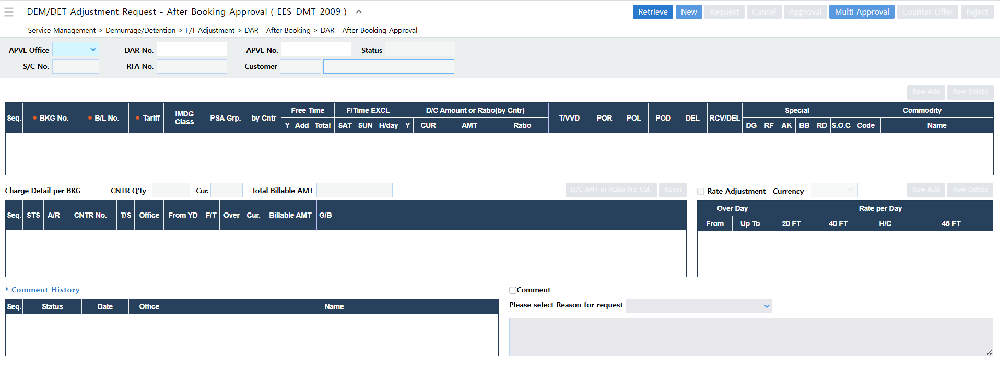 DEM/DET Adjustment Request - After Booking Approval ( EES_DMT_2009 )
Retrieve New Request Cancel Approval Multi Approval Counter Offer Reject
Service Management > Demurrage/Detention > F/T Adjustment > DAR - After Booking > DAR - After Booking Approval
APVL Office DAR No. APVL No. Status
S/C No. RFA No. Customer
Row Add Row Delete
Seq. BKG No. B/L No. Tariff IMDG Class PSA Grp. by Cntr Free Time F/Time EXCL D/C Amount or Ratio(by Cntr) T/VVD POR POL POD DEL RCV/DEL Special Commodity
Y Add Total SAT SUN H/day Y CUR AMT Ratio DG RF AK BB RD S.O.C Code Name
Charge Detail per BKG CNTR Q'ty Cur. Total Billable AMT D/C AMT or Ratio Pre Cal. Reset
Rate Adjustment Currency Row Add Row Delete
Seq. STS A/R CNTR No. T/S Office From YD F/T Over Cur. Billable AMT G/B
Over Day Rate per Day
From Up To 20 FT 40 FT H/C 45 FT
Comment History
Seq. Status Date Office Name
Comment
Please select Reason for request